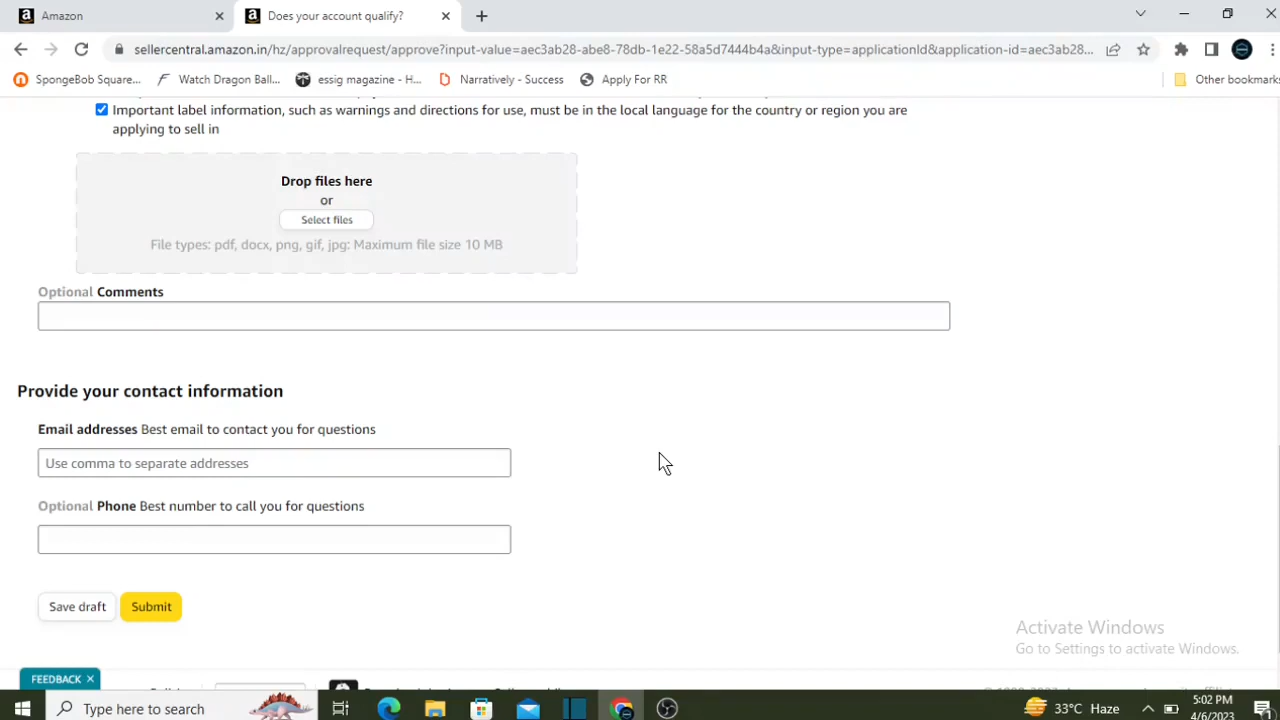 Amazon
Does your account qualify?
sellercentral.amazon.in/hz/approvalrequest/approve?input-value=aec3ab28-abe8-78db-1e22-58a5d7444b4a&input-type=applicationId&application-id=aec3ab28...
SpongeBob Square...
Watch Dragon Ball...
essig magazine - H...
Narratively - Success
Apply For RR
Other bookmarks
Important label information, such as warnings and directions for use, must be in the local language for the country or region you are
applying to sell in
Drop files here
or
Select files
File types: pdf, docx, png, gif, jpg: Maximum file size 10 MB
Optional Comments
Provide your contact information
Email addresses Best email to contact you for questions
Use comma to separate addresses
Optional Phone Best number to call you for questions
Save draft
Submit
Activate Windows
Go to Settings to activate Windows.
FEEDBACK
Type here to search
33°C Haze
5:02 PM
4/6/2023